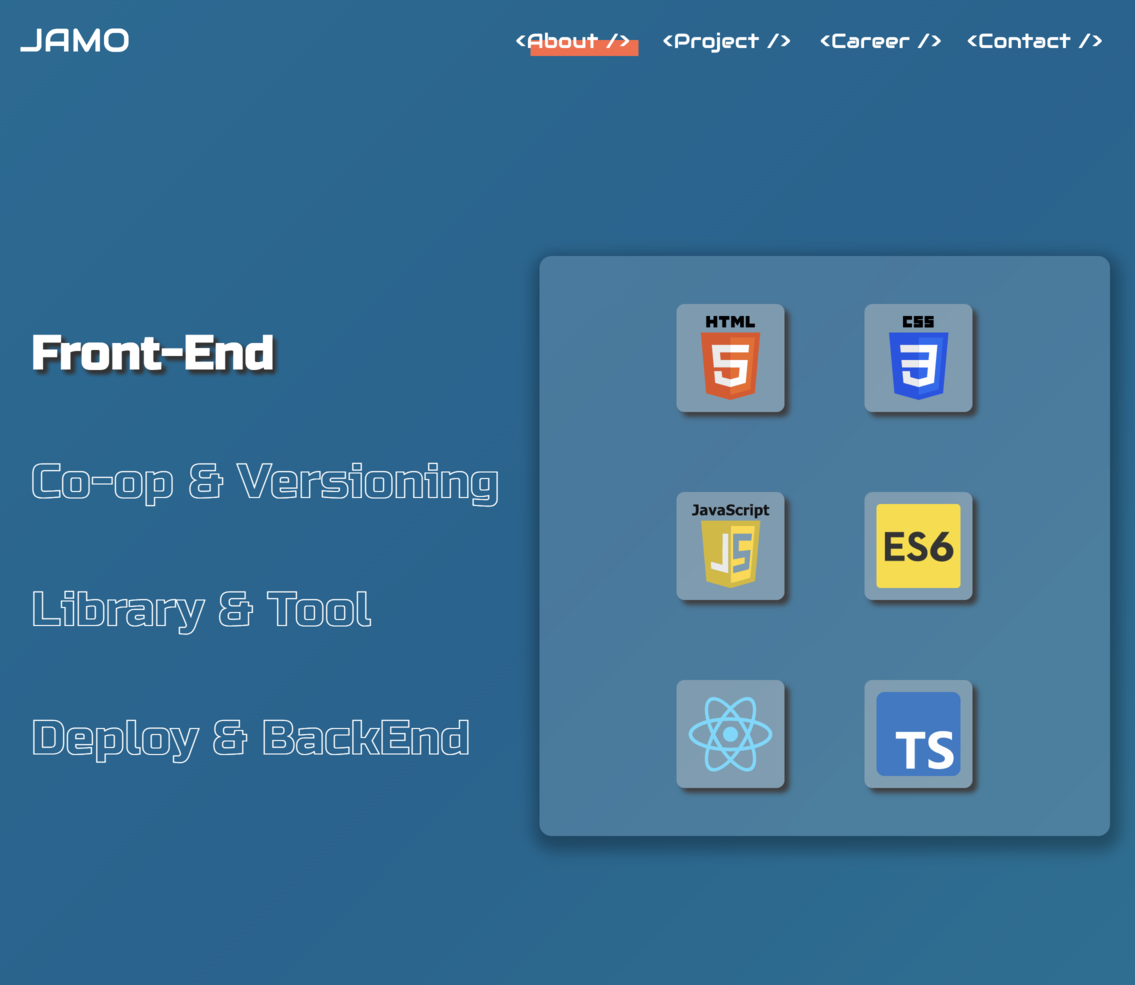 JAMO
<About />
<Project />
<Career />
<Contact />
Front-End
Co-op & Versioning
Library & Tool
Deploy & BackEnd
HTML
5
CSS
3
JavaScript
JS
ES6
TS